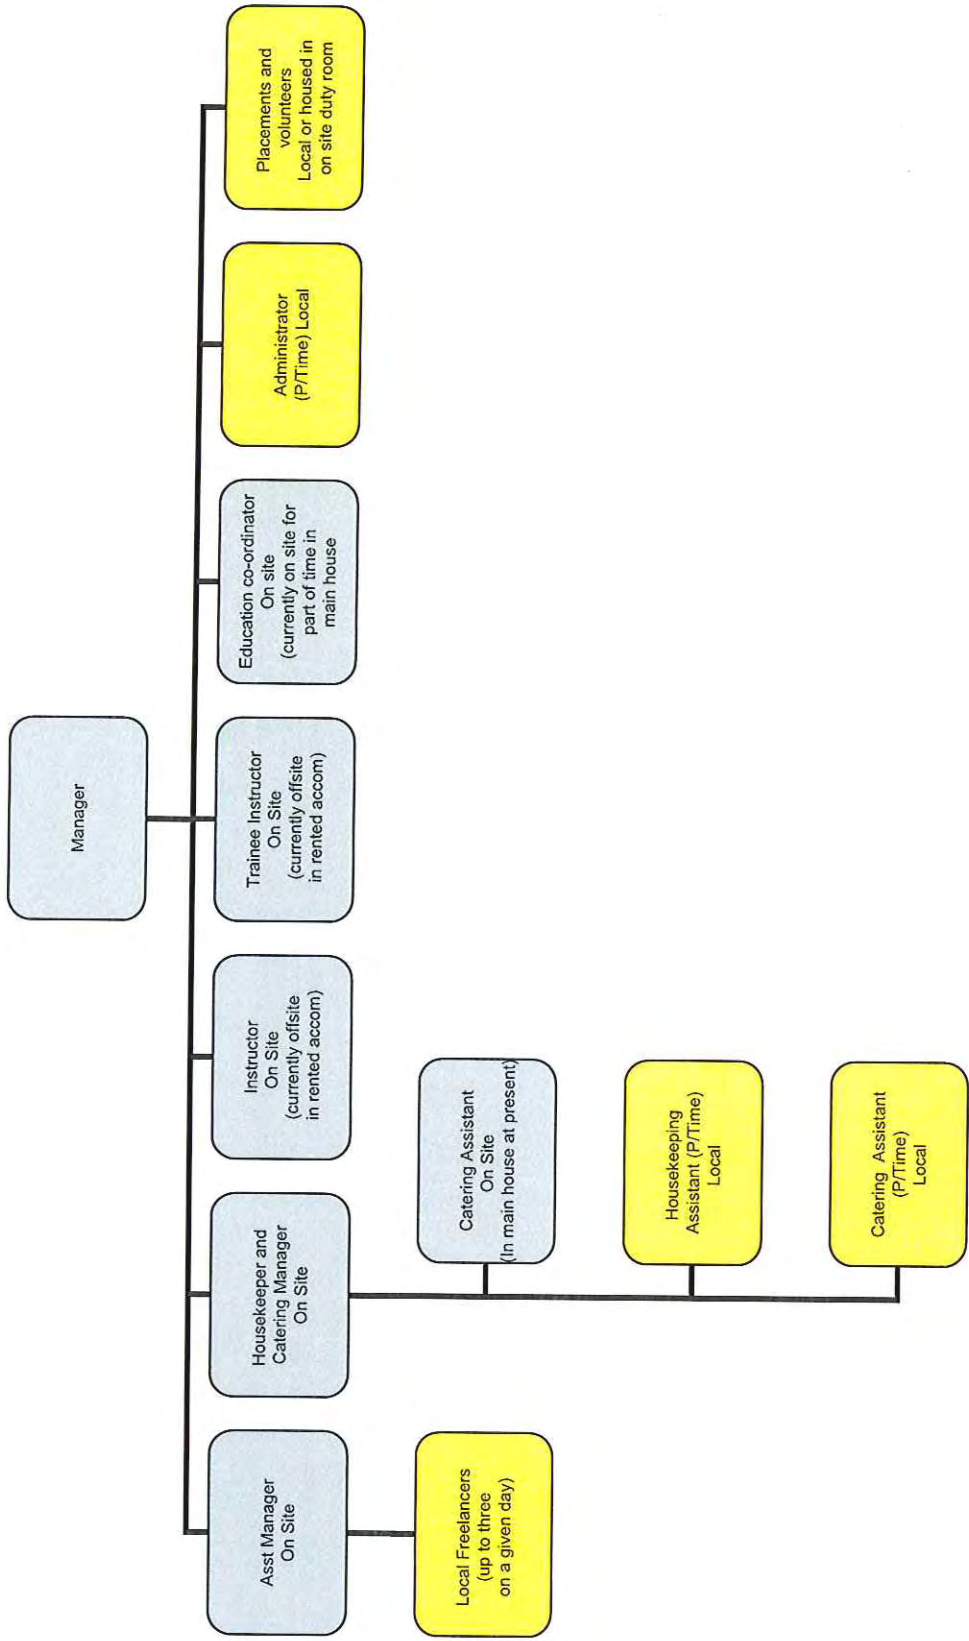 Manager
Asst Manager
On Site
Housekeeper and
Catering Manager
On Site
Instructor
On Site
(currently offsite
in rented accom)
Trainee Instructor
On Site
(currently offsite
in rented accom)
Education co-ordinator
On site
(currently on site for
part of time in
main house
Administrator
(P/Time) Local
Placements and
volunteers
Local or housed in
on site duty room
Local Freelancers
(up to three
on a given day)
Catering Assistant
On Site
(In main house at present)
Housekeeping
Assistant (P/Time)
Local
Catering Assistant
(P/Time)
Local